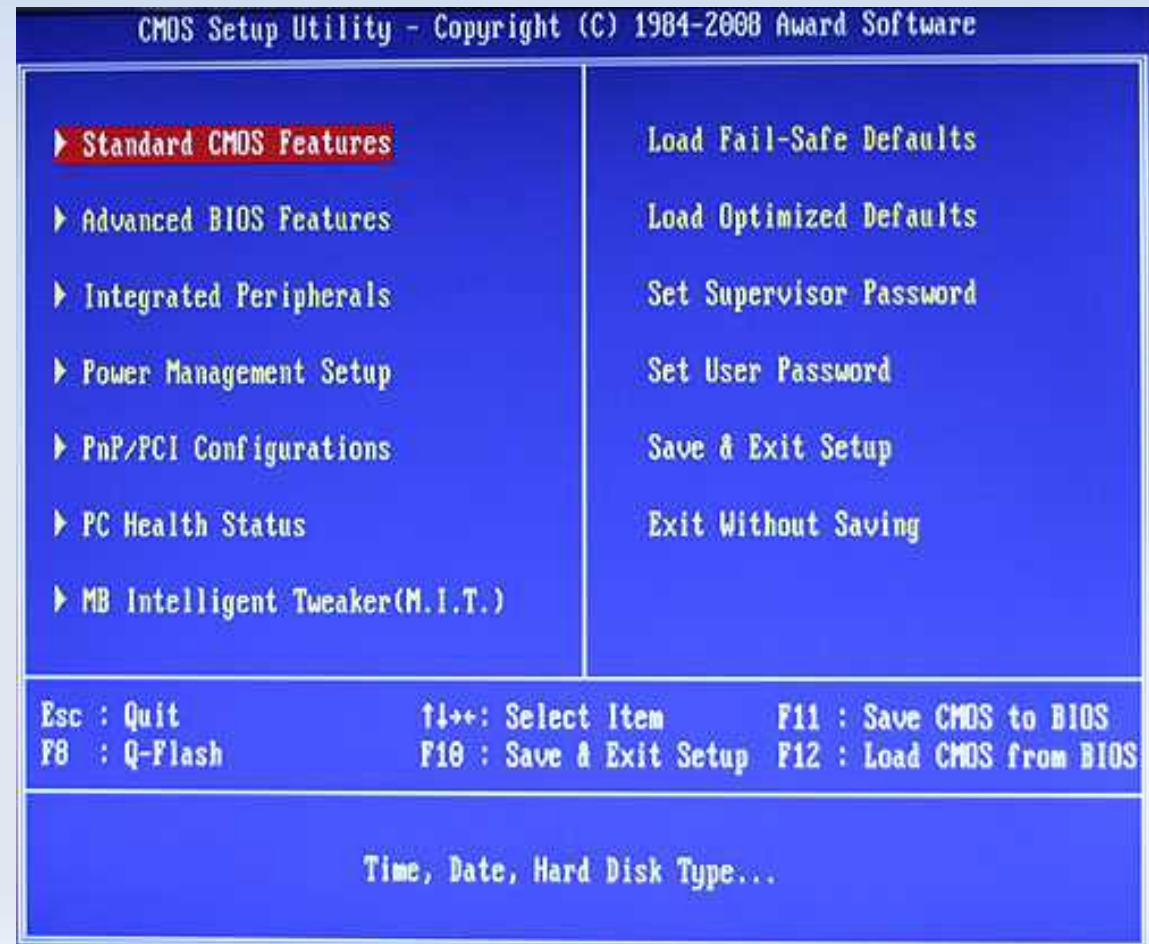 CMOS Setup Utility - Copyright (C) 1984-2008 Award Software
Standard CMOS Features
Advanced BIOS Features
Integrated Peripherals
Power Management Setup
PnP/PCI Configurations
PC Health Status
MB Intelligent Tweaker(M.I.T.)
Load Fail-Safe Defaults
Load Optimized Defaults
Set Supervisor Password
Set User Password
Save & Exit Setup
Exit Without Saving
Esc : Quit ↑↓→←: Select Item F11 : Save CMOS to BIOS
F8 : Q-Flash F10 : Save & Exit Setup F12 : Load CMOS from BIOS
Time, Date, Hard Disk Type...